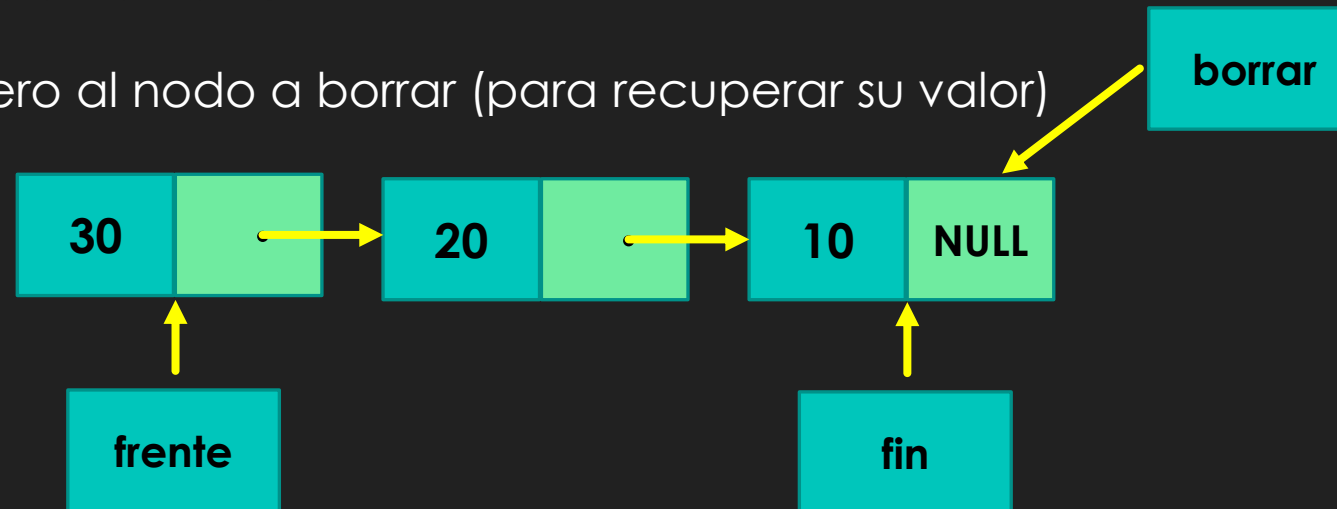 ero al nodo a borrar (para recuperar su valor)
borrar
30
20
10 NULL
frente
fin